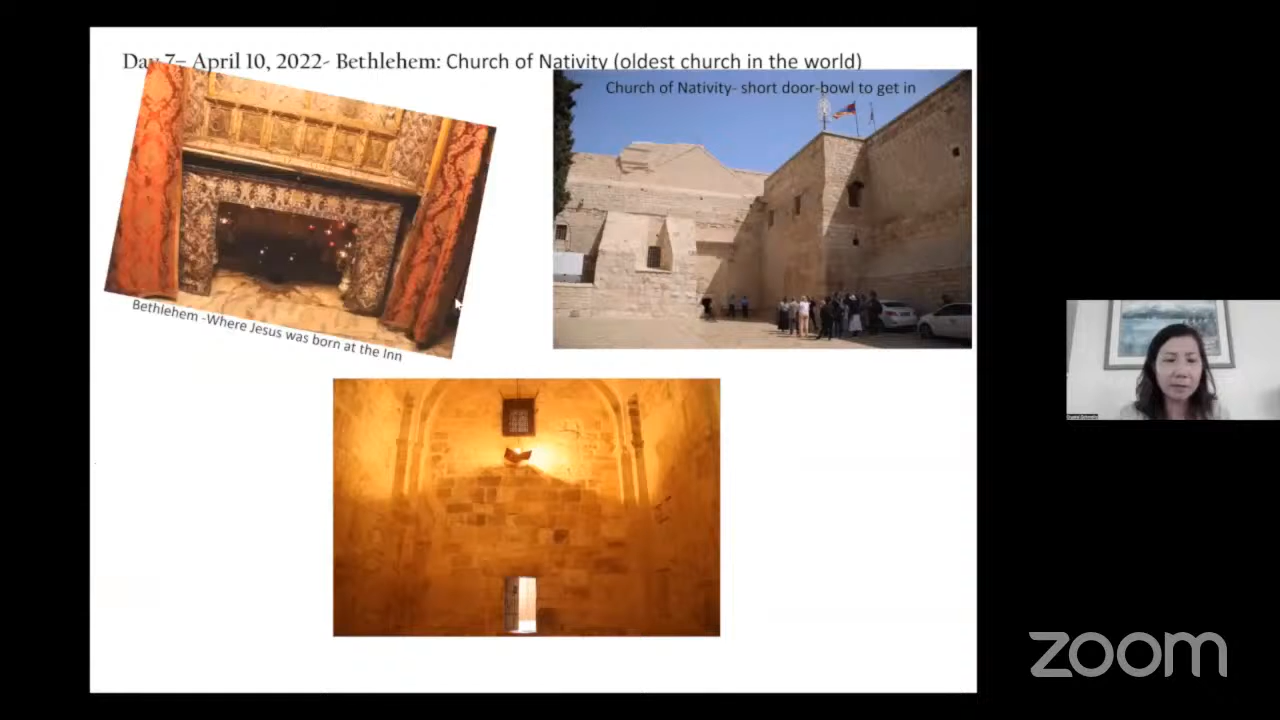 Day 7– April 10, 2022- Bethlehem: Church of Nativity (oldest church in the world)
Church of Nativity- short door-bowl to get in
Bethlehem -Where Jesus was born at the Inn
zoom